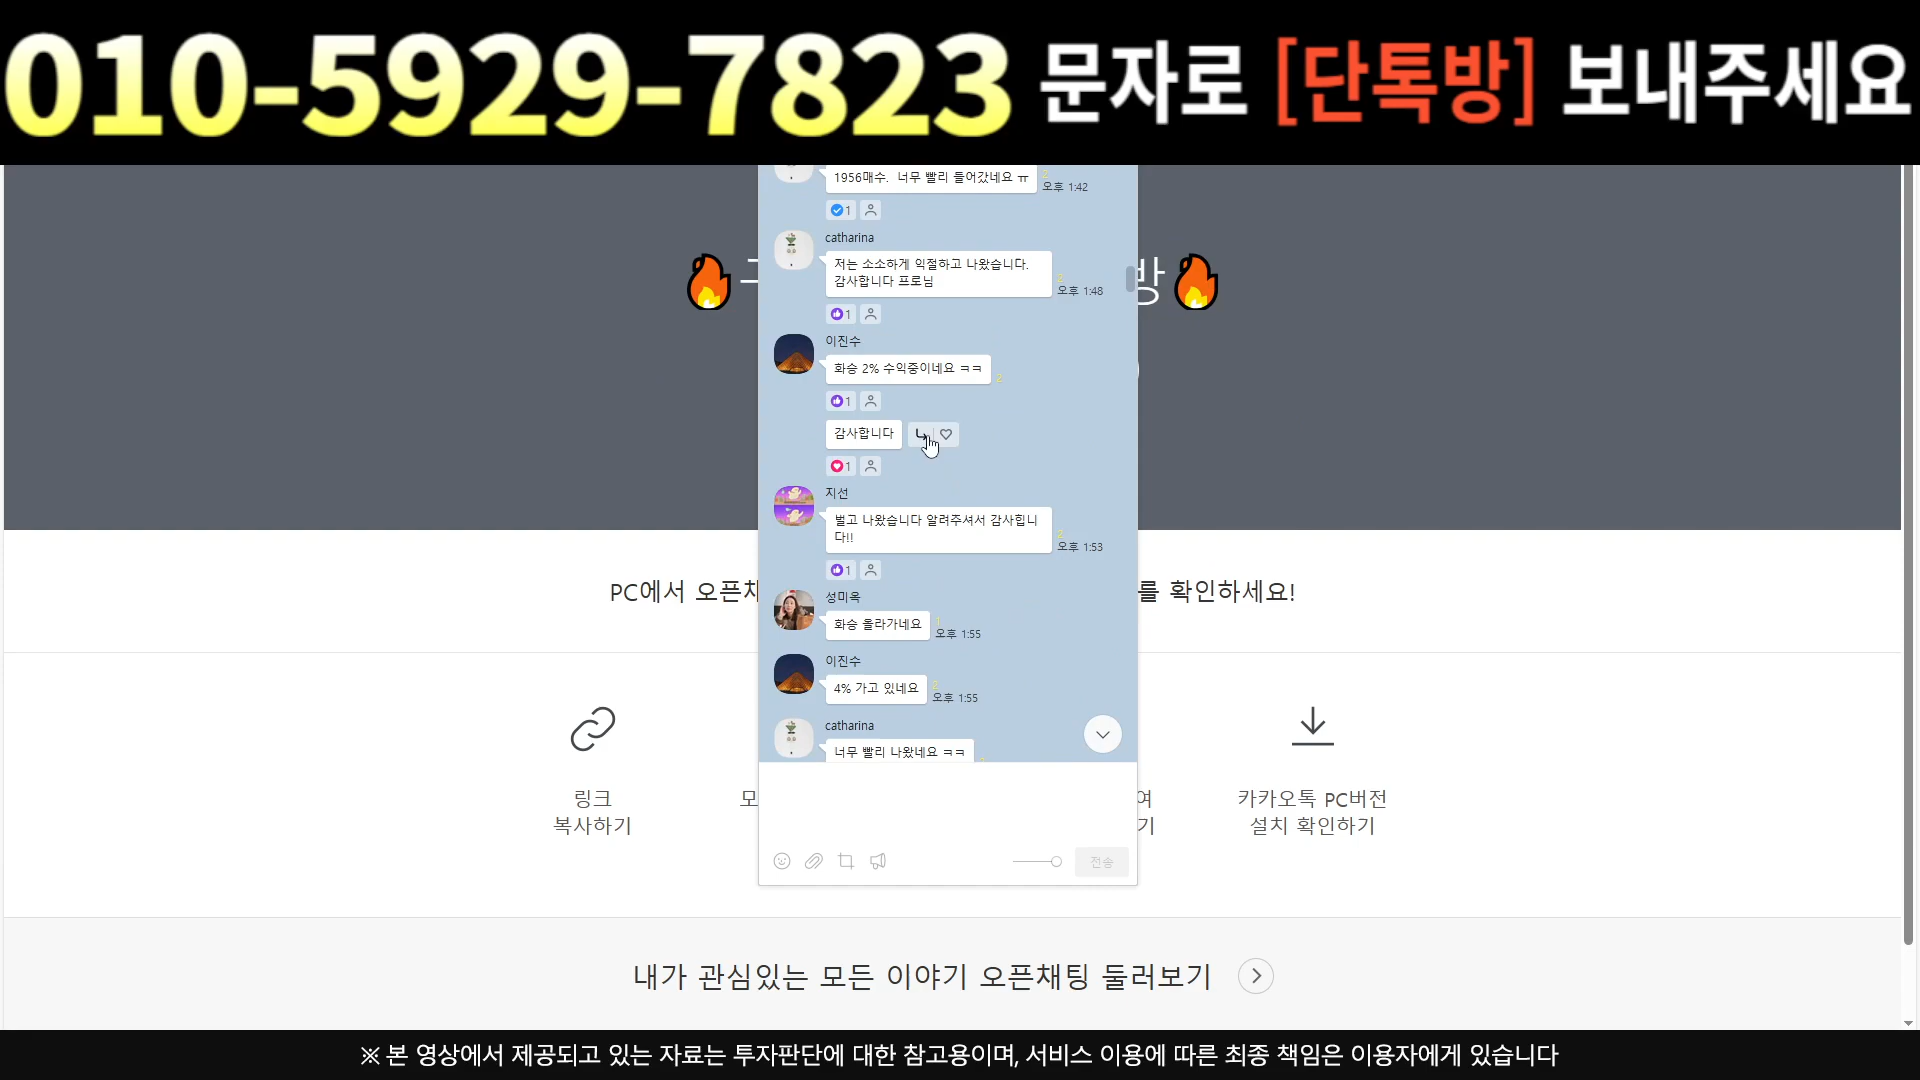 010-5929-7823 문자로 [단톡방] 보내주세요
1956매수. 너무 빨리 들어갔네요 ㅠ
2
오후 1:42
1
catharina
저는 소소하게 익절하고 나왔습니다.
감사합니다 프로님
2
오후 1:48
1
방
이진수
화승 2% 수익중이네요 ㅋㅋ
2
1
감사합니다
1
지선
벌고 나왔습니다 알려주셔서 감사힙니
다!!
2
오후 1:53
1
PC에서 오픈채
를 확인하세요!
성미옥
화승 올라가네요
오후 1:55
이진수
4% 가고 있네요
2
오후 1:55
catharina
너무 빨리 나왔네요 ㅋㅋ
링크
복사하기
모
여
기
카카오톡 PC버전
설치 확인하기
전송
내가 관심있는 모든 이야기 오픈채팅 둘러보기
※ 본 영상에서 제공되고 있는 자료는 투자판단에 대한 참고용이며, 서비스 이용에 따른 최종 책임은 이용자에게 있습니다